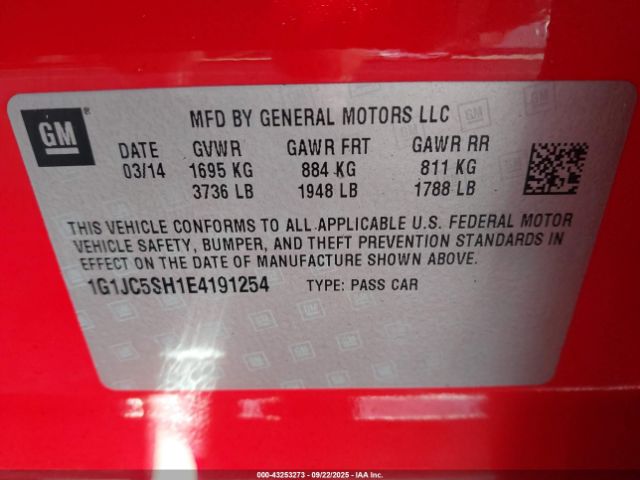 GM
MFD BY GENERAL MOTORS LLC
DATE GVWR GAWR FRT GAWR RR
03/14 1695 KG 884 KG 811 KG
3736 LB 1948 LB 1788 LB
THIS VEHICLE CONFORMS TO ALL APPLICABLE U.S. FEDERAL MOTOR
VEHICLE SAFETY, BUMPER, AND THEFT PREVENTION STANDARDS IN
EFFECT ON THE DATE OF MANUFACTURE SHOWN ABOVE.
1G1JC5SH1E4191254 TYPE: PASS CAR
000-43253273 - 09/22/2025 - IAA Inc.